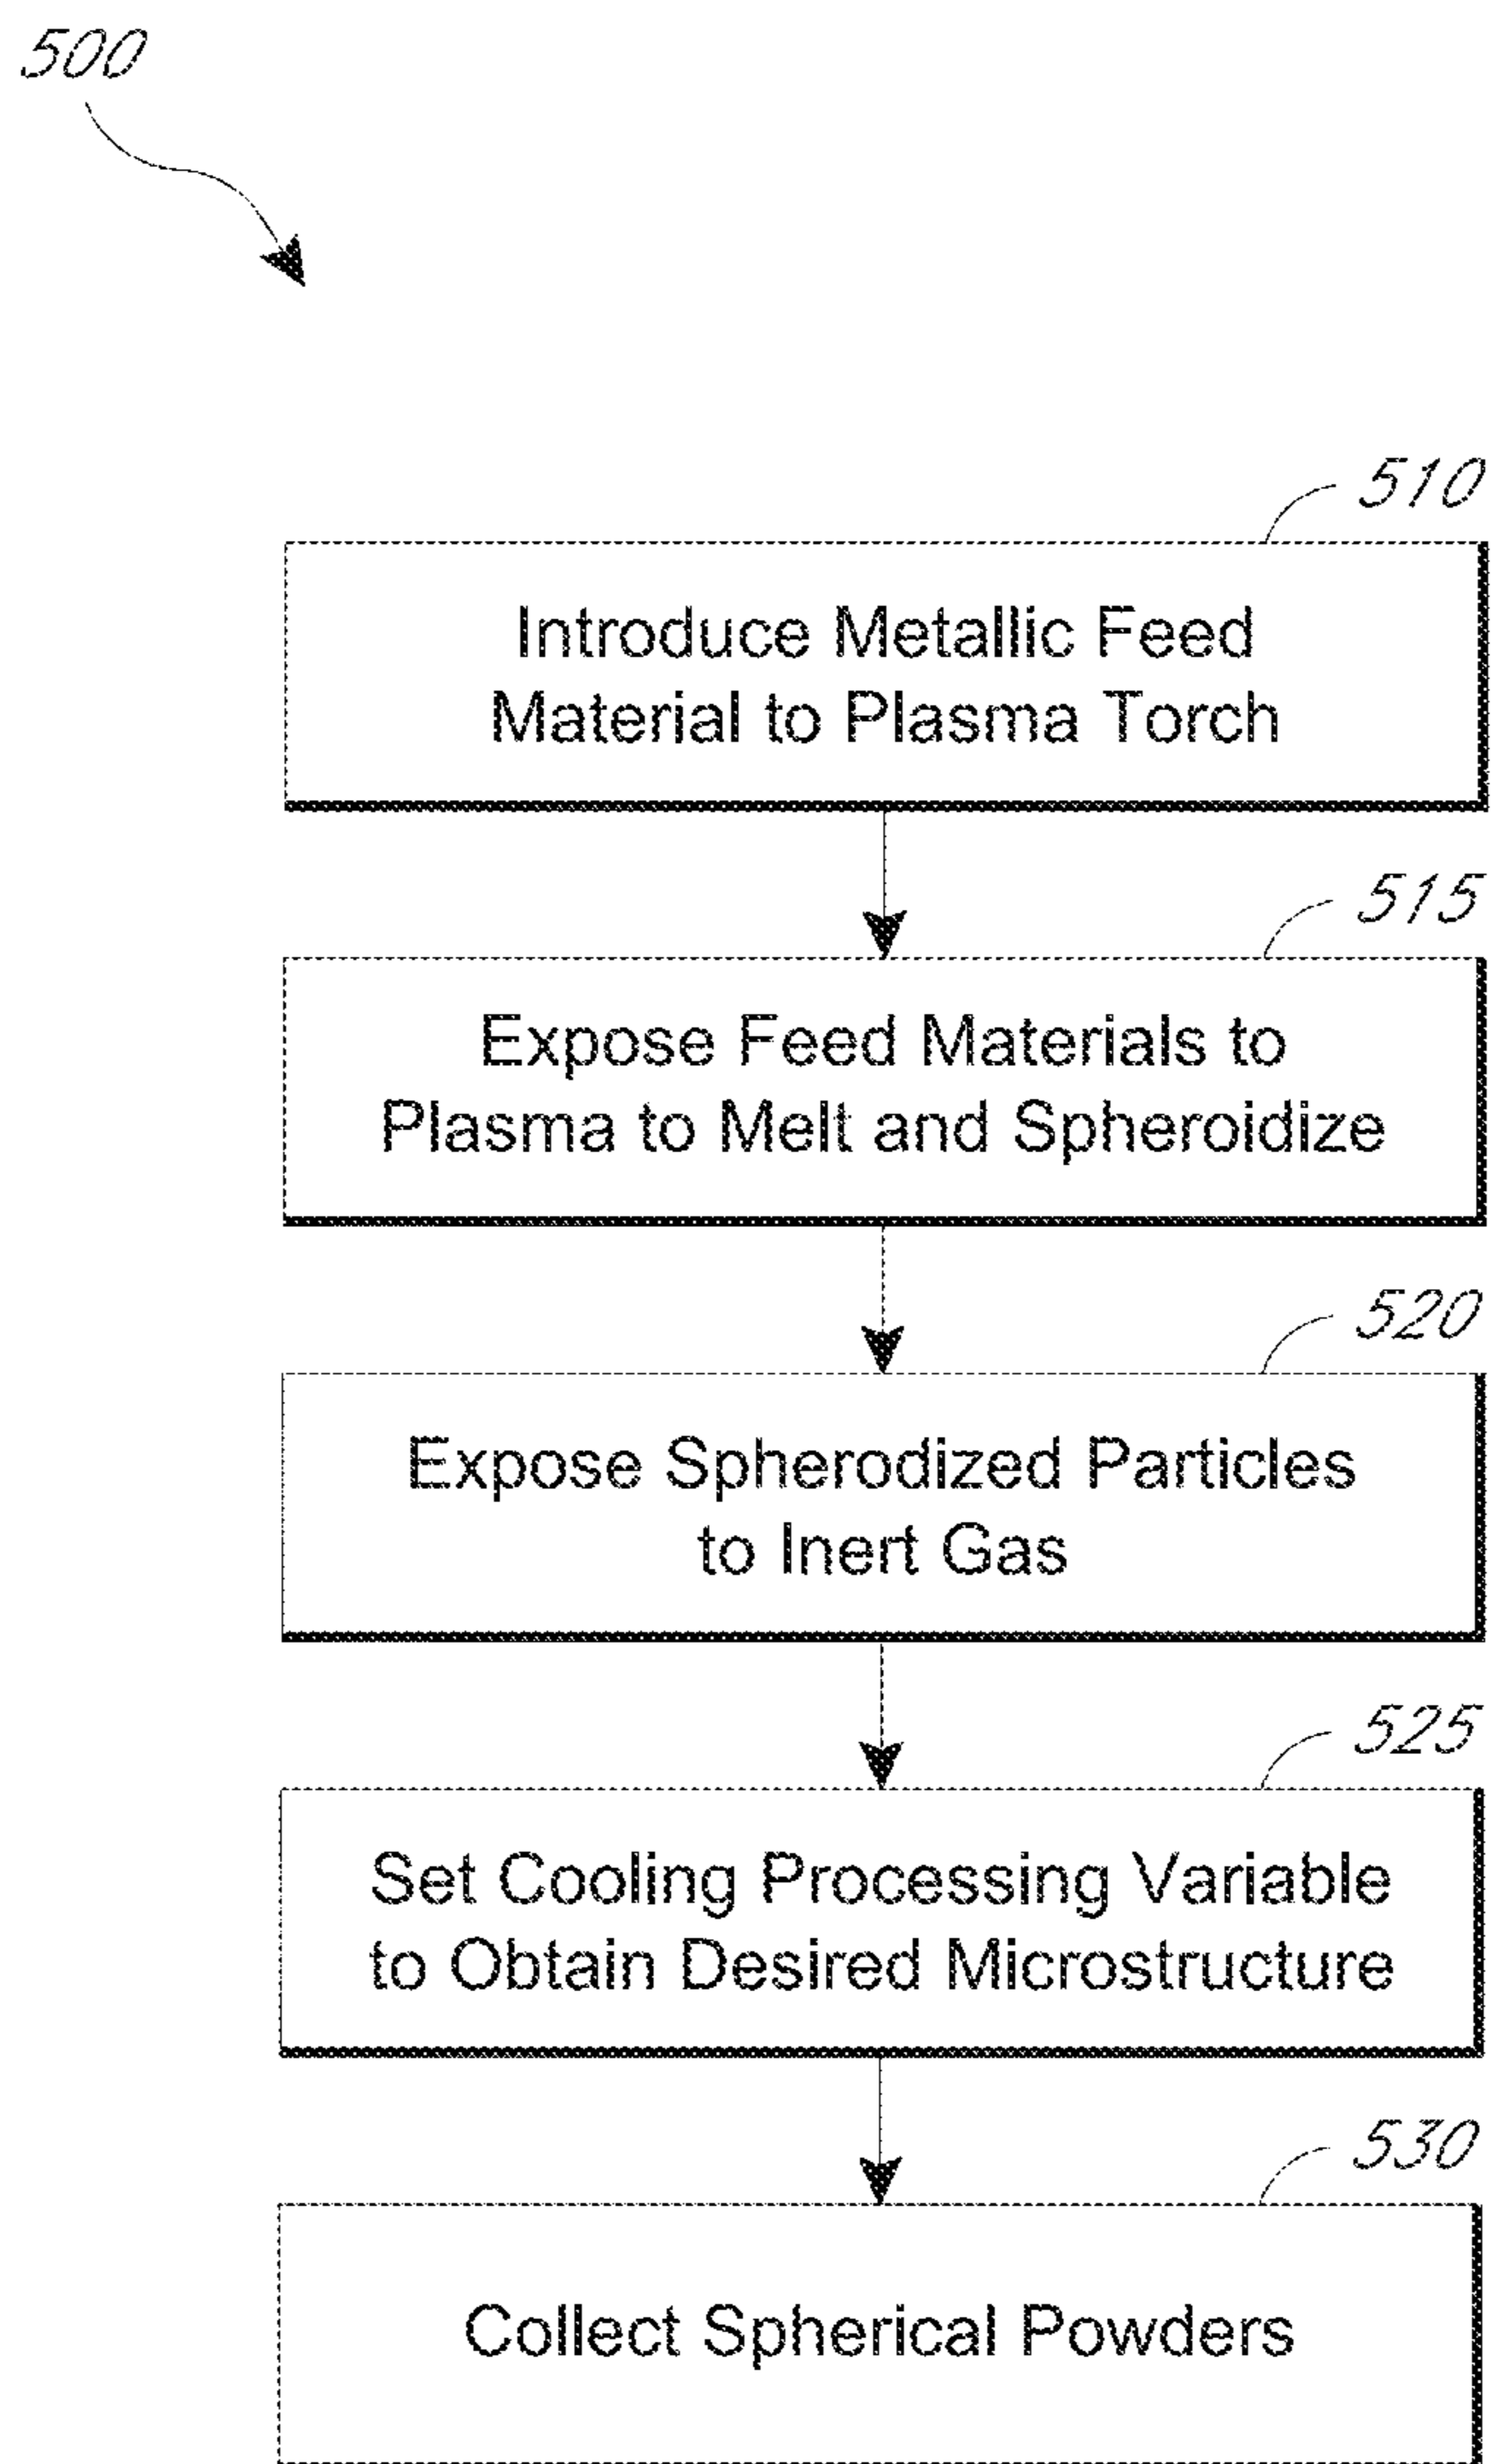 500
510
Introduce Metallic Feed
Material to Plasma Torch
515
Expose Feed Materials to
Plasma to Melt and Spheroidize
520
Expose Spherodized Particles
to Inert Gas
525
Set Cooling Processing Variable
to Obtain Desired Microstructure
530
Collect Spherical Powders